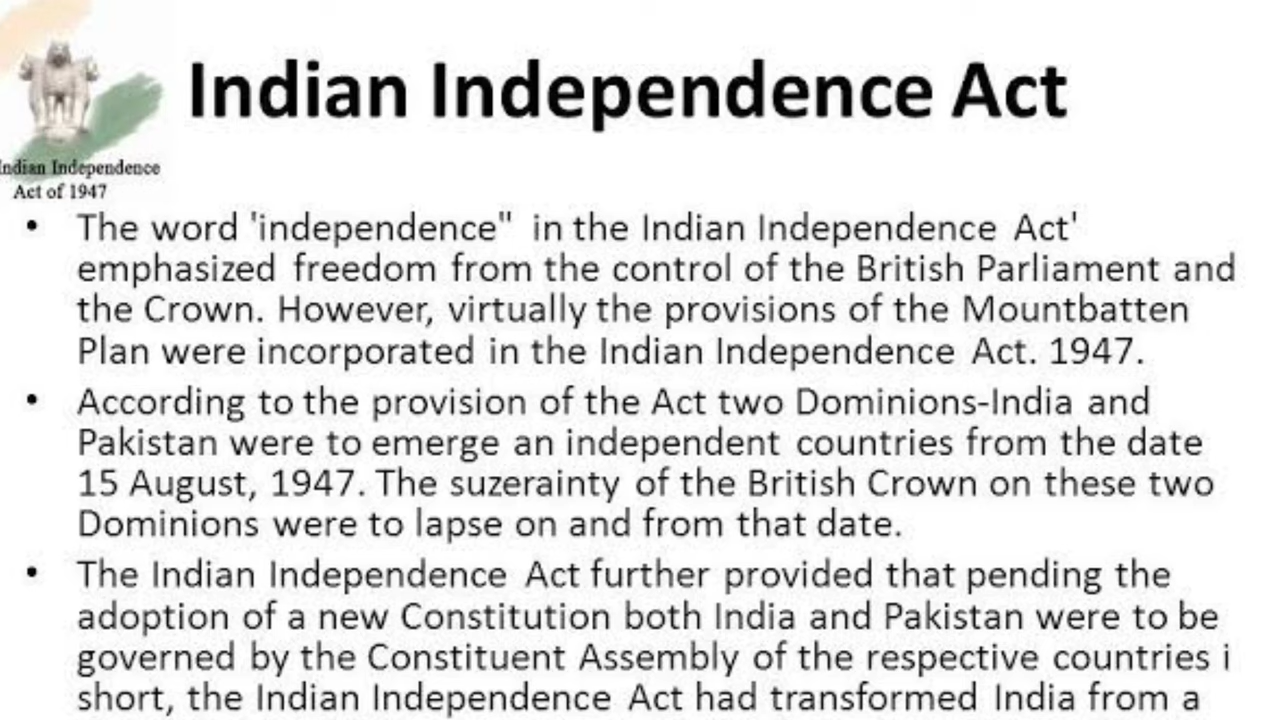 Indian Independence Act
Indian Independence
Act of 1947
• The word 'independence" in the Indian Independence Act'
emphasized freedom from the control of the British Parliament and
the Crown. However, virtually the provisions of the Mountbatten
Plan were incorporated in the Indian Independence Act. 1947.
• According to the provision of the Act two Dominions-India and
Pakistan were to emerge an independent countries from the date
15 August, 1947. The suzerainty of the British Crown on these two
Dominions were to lapse on and from that date.
• The Indian Independence Act further provided that pending the
adoption of a new Constitution both India and Pakistan were to be
governed by the Constituent Assembly of the respective countries i
short, the Indian Independence Act had transformed India from a